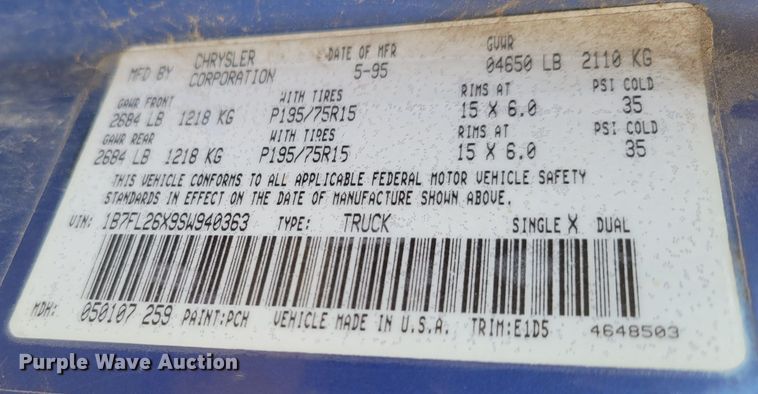 MFD BY CHRYSLER CORPORATION DATE OF MFR 5-95 GVWR 04650 LB 2110 KG
GAWR FRONT WITH TIRES RIMS AT PSI COLD
2684 LB 1218 KG P195/75R15 15 X 6.0 35
GAWR REAR WITH TIRES RIMS AT PSI COLD
2684 LB 1218 KG P195/75R15 15 X 6.0 35
THIS VEHICLE CONFORMS TO ALL APPLICABLE FEDERAL MOTOR VEHICLE SAFETY
STANDARDS IN EFFECT ON THE DATE OF MANUFACTURE SHOWN ABOVE.
VIN: 1B7FL26X9SW940363 TYPE: TRUCK SINGLE X DUAL
MDH: 050107 259 PAINT:PCH VEHICLE MADE IN U.S.A. TRIM:E1D5 4648503
Purple Wave Auction